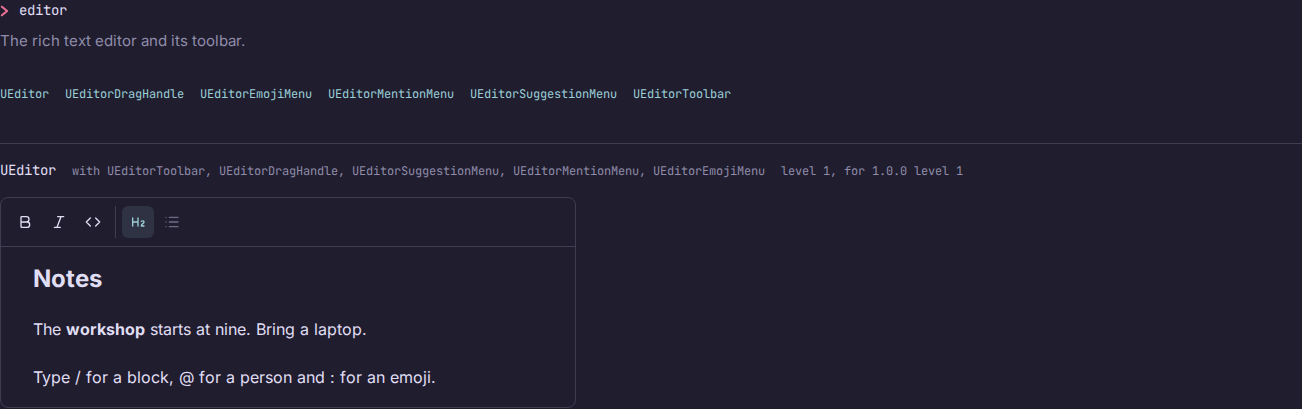 > editor
The rich text editor and its toolbar.
UEditor UEditorDragHandle UEditorEmojiMenu UEditorMentionMenu UEditorSuggestionMenu UEditorToolbar
UEditor with UEditorToolbar, UEditorDragHandle, UEditorSuggestionMenu, UEditorMentionMenu, UEditorEmojiMenu level 1, for 1.0.0 level 1
B I <> H2
Notes
The workshop starts at nine. Bring a laptop.
Type / for a block, @ for a person and : for an emoji.